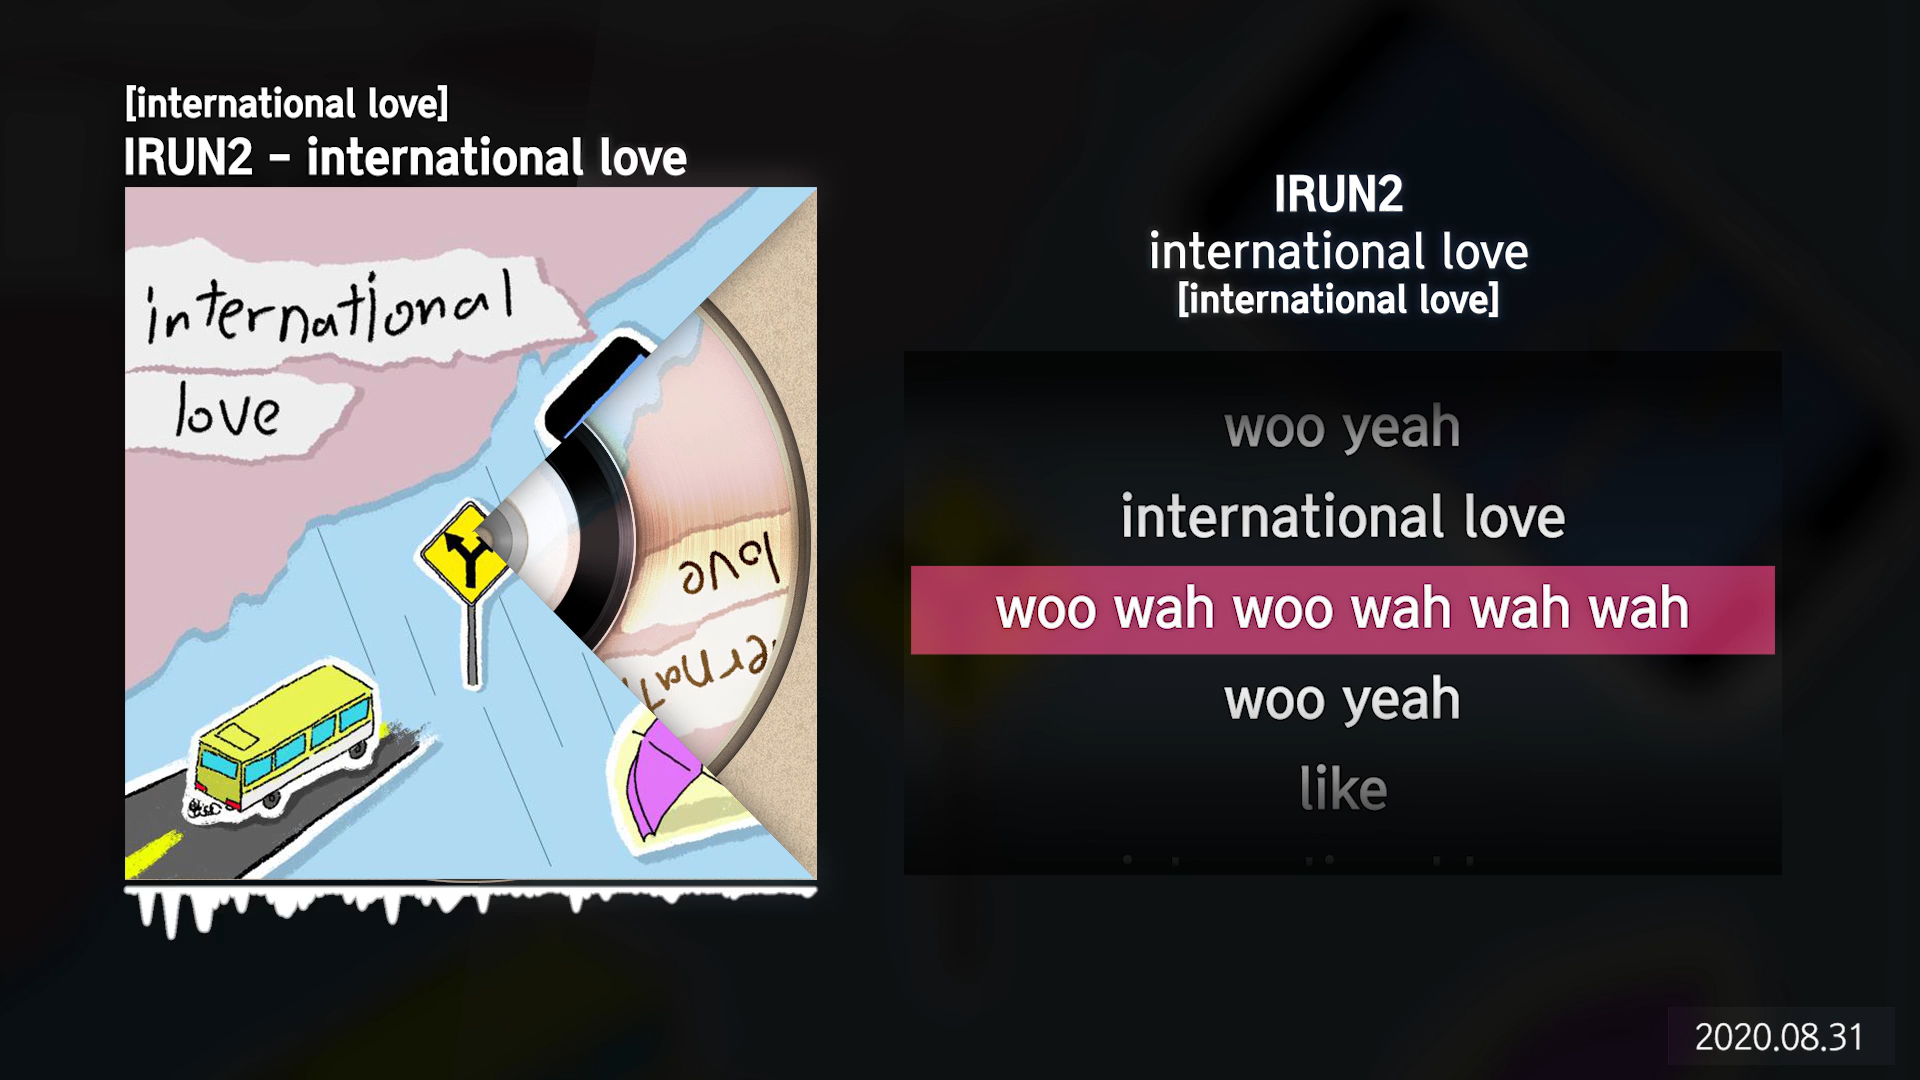 [international love]
IRUN2 - international love
international
love
love
IRUN2
international love
[international love]
woo yeah
international love
woo wah woo wah wah wah
woo yeah
like
2020.08.31